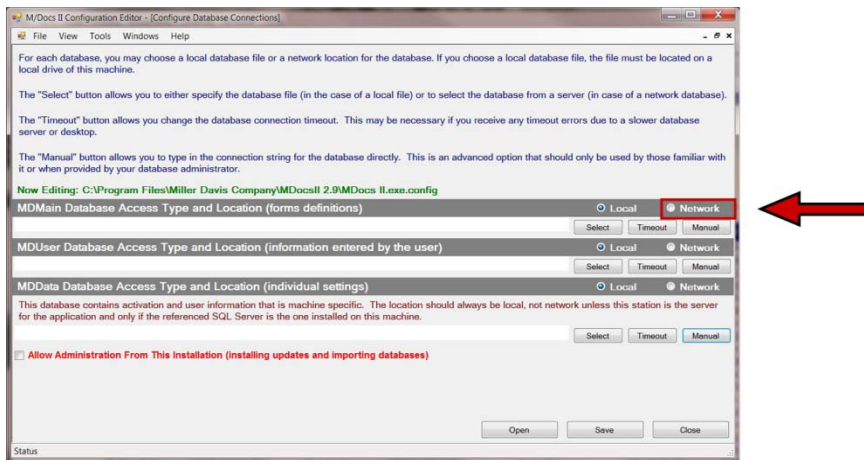 M/Docs II Configuration Editor - [Configure Database Connections]
File View Tools Windows Help
For each database, you may choose a local database file or a network location for the database. If you choose a local database file, the file must be located on a
local drive of this machine.
The "Select" button allows you to either specify the database file (in the case of a local file) or to select the database from a server (in case of a network database).
The "Timeout" button allows you change the database connection timeout. This may be necessary if you receive any timeout errors due to a slower database
server or desktop.
The "Manual" button allows you to type in the connection string for the database directly. This is an advanced option that should only be used by those familiar with
it or when provided by your database administrator.
Now Editing: C:\Program Files\Miller Davis Company\MDocsII 2.9\MDocs II.exe.config
MDMain Database Access Type and Location (forms definitions) Local Network
Select Timeout Manual
MDUser Database Access Type and Location (information entered by the user) Local Network
Select Timeout Manual
MDData Database Access Type and Location (individual settings) Local Network
This database contains activation and user information that is machine specific. The location should always be local, not network unless this station is the server
for the application and only if the referenced SQL Server is the one installed on this machine.
Select Timeout Manual
Allow Administration From This Installation (installing updates and importing databases)
Open Save Close
Status